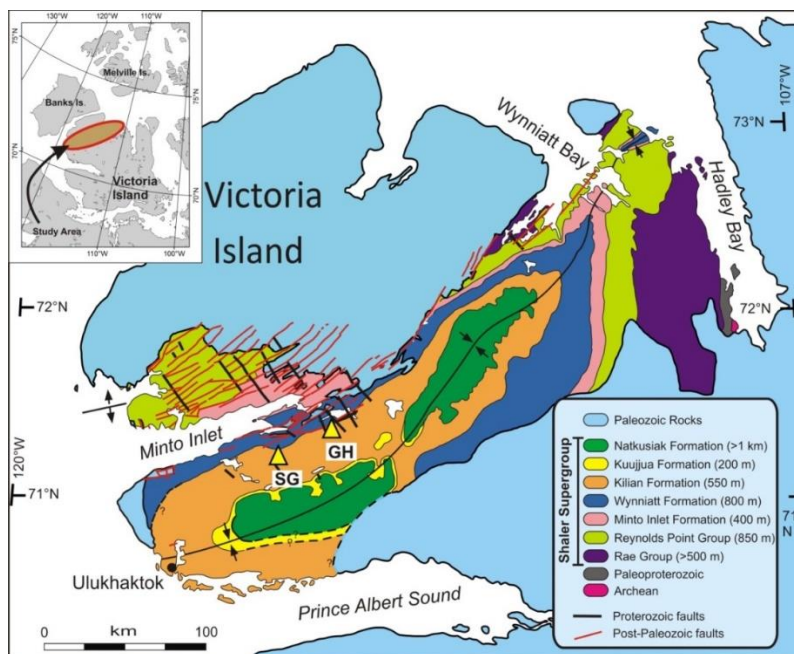 130°W
120°W
110°W
75°N
Melville Is.
Banks Is.
75°N
70°N
70°N
Victoria
Island
Study Area
110°W
100°W
Wynniatt Bay
107°W
73°N
Hadley Bay
Victoria
Island
72°N
72°N
Minto Inlet
GH
SG
120°W
71°N
71°
Ulukhaktok
Prince Albert Sound
0
km
100
Shaler Supergroup
Paleozoic Rocks
Natkusiak Formation (>1 km)
Kuujjua Formation (200 m)
Kilian Formation (550 m)
Wynniatt Formation (800 m)
Minto Inlet Formation (400 m)
Reynolds Point Group (850 m)
Rae Group (>500 m)
Paleoproterozoic
Archean
Proterozoic faults
Post-Paleozoic faults